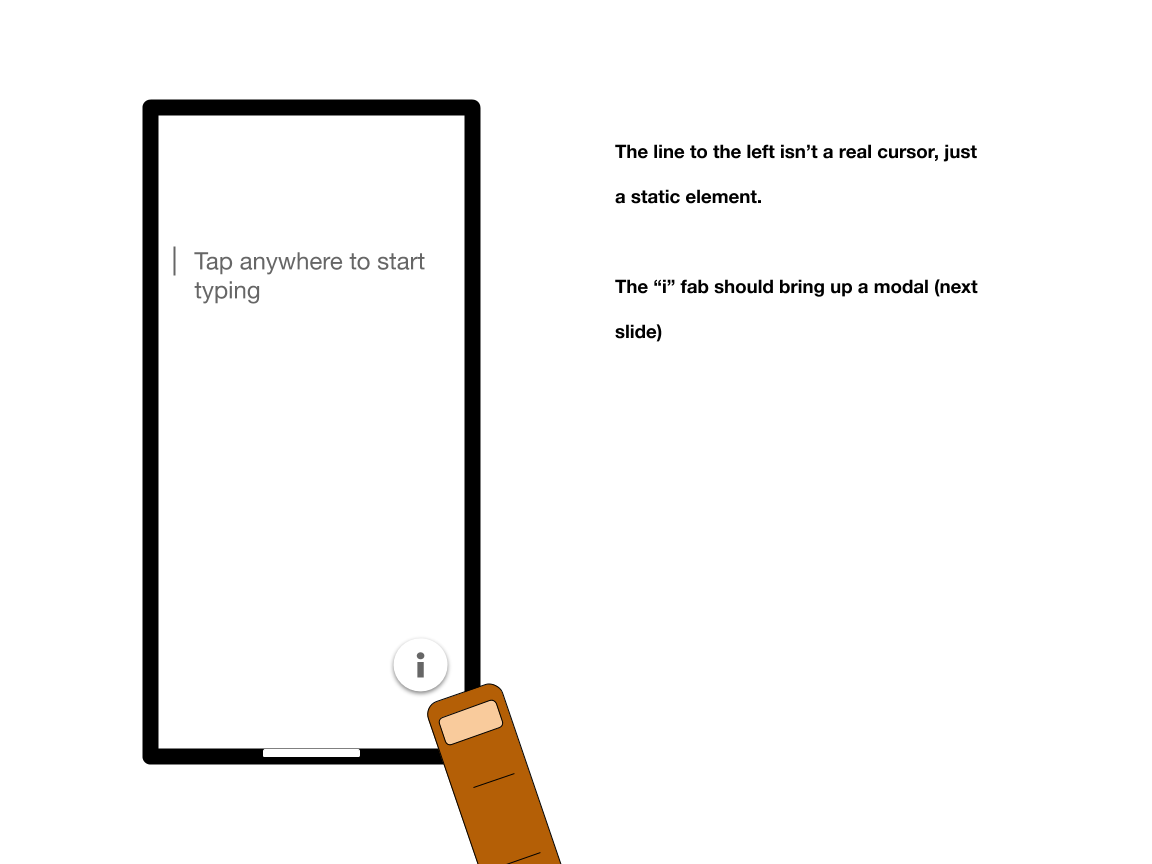 Tap anywhere to start
typing
i
The line to the left isn’t a real cursor, just
a static element.
The “i” fab should bring up a modal (next
slide)